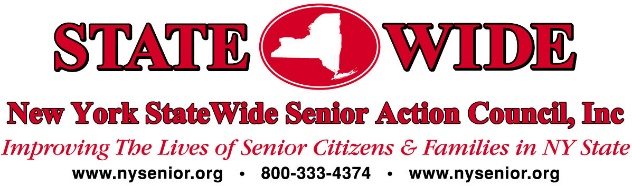 STATE WIDE
New York StateWide Senior Action Council, Inc
Improving The Lives of Senior Citizens & Families in NY State
www.nysenior.org • 800-333-4374 • www.nysenior.org